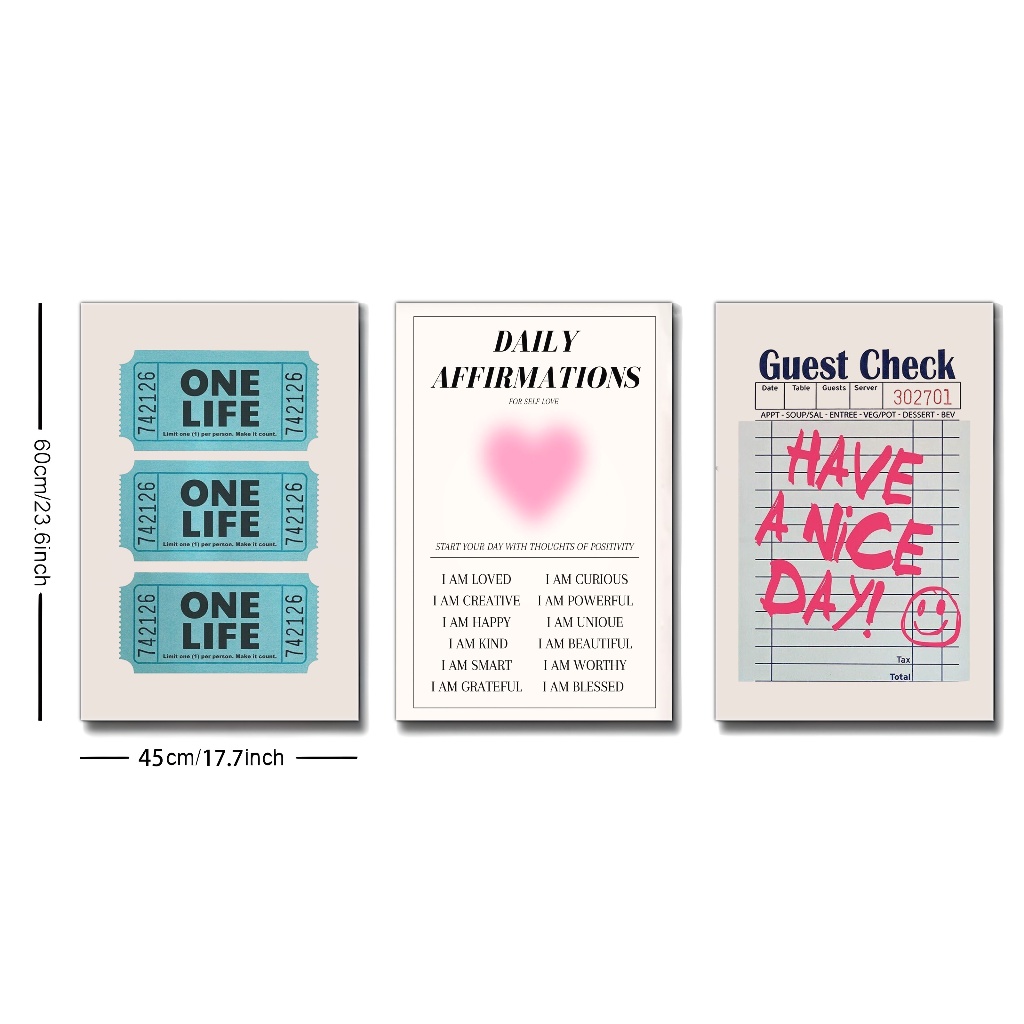 60cm/23.6inch
ONE
LIFE
742126
742126
Limit one (1) per person. Make it count.
ONE
LIFE
742126
742126
Limit one (1) per person. Make it count.
ONE
LIFE
742126
742126
Limit one (1) per person. Make it count.
45cm/17.7inch
DAILY
AFFIRMATIONS
FOR SELF LOVE
START YOUR DAY WITH THOUGHTS OF POSITIVITY
I AM LOVED I AM CURIOUS
I AM CREATIVE I AM POWERFUL
I AM HAPPY I AM UNIOUE
I AM KIND I AM BEAUTIFUL
I AM SMART I AM WORTHY
I AM GRATEFUL I AM BLESSED
Guest Check
Date Table Guests Server 302701
APPT - SOUP/SAL - ENTREE - VEG/POT - DESSERT - BEV
HAVE
A NiCE
DAY!
Tax
Total